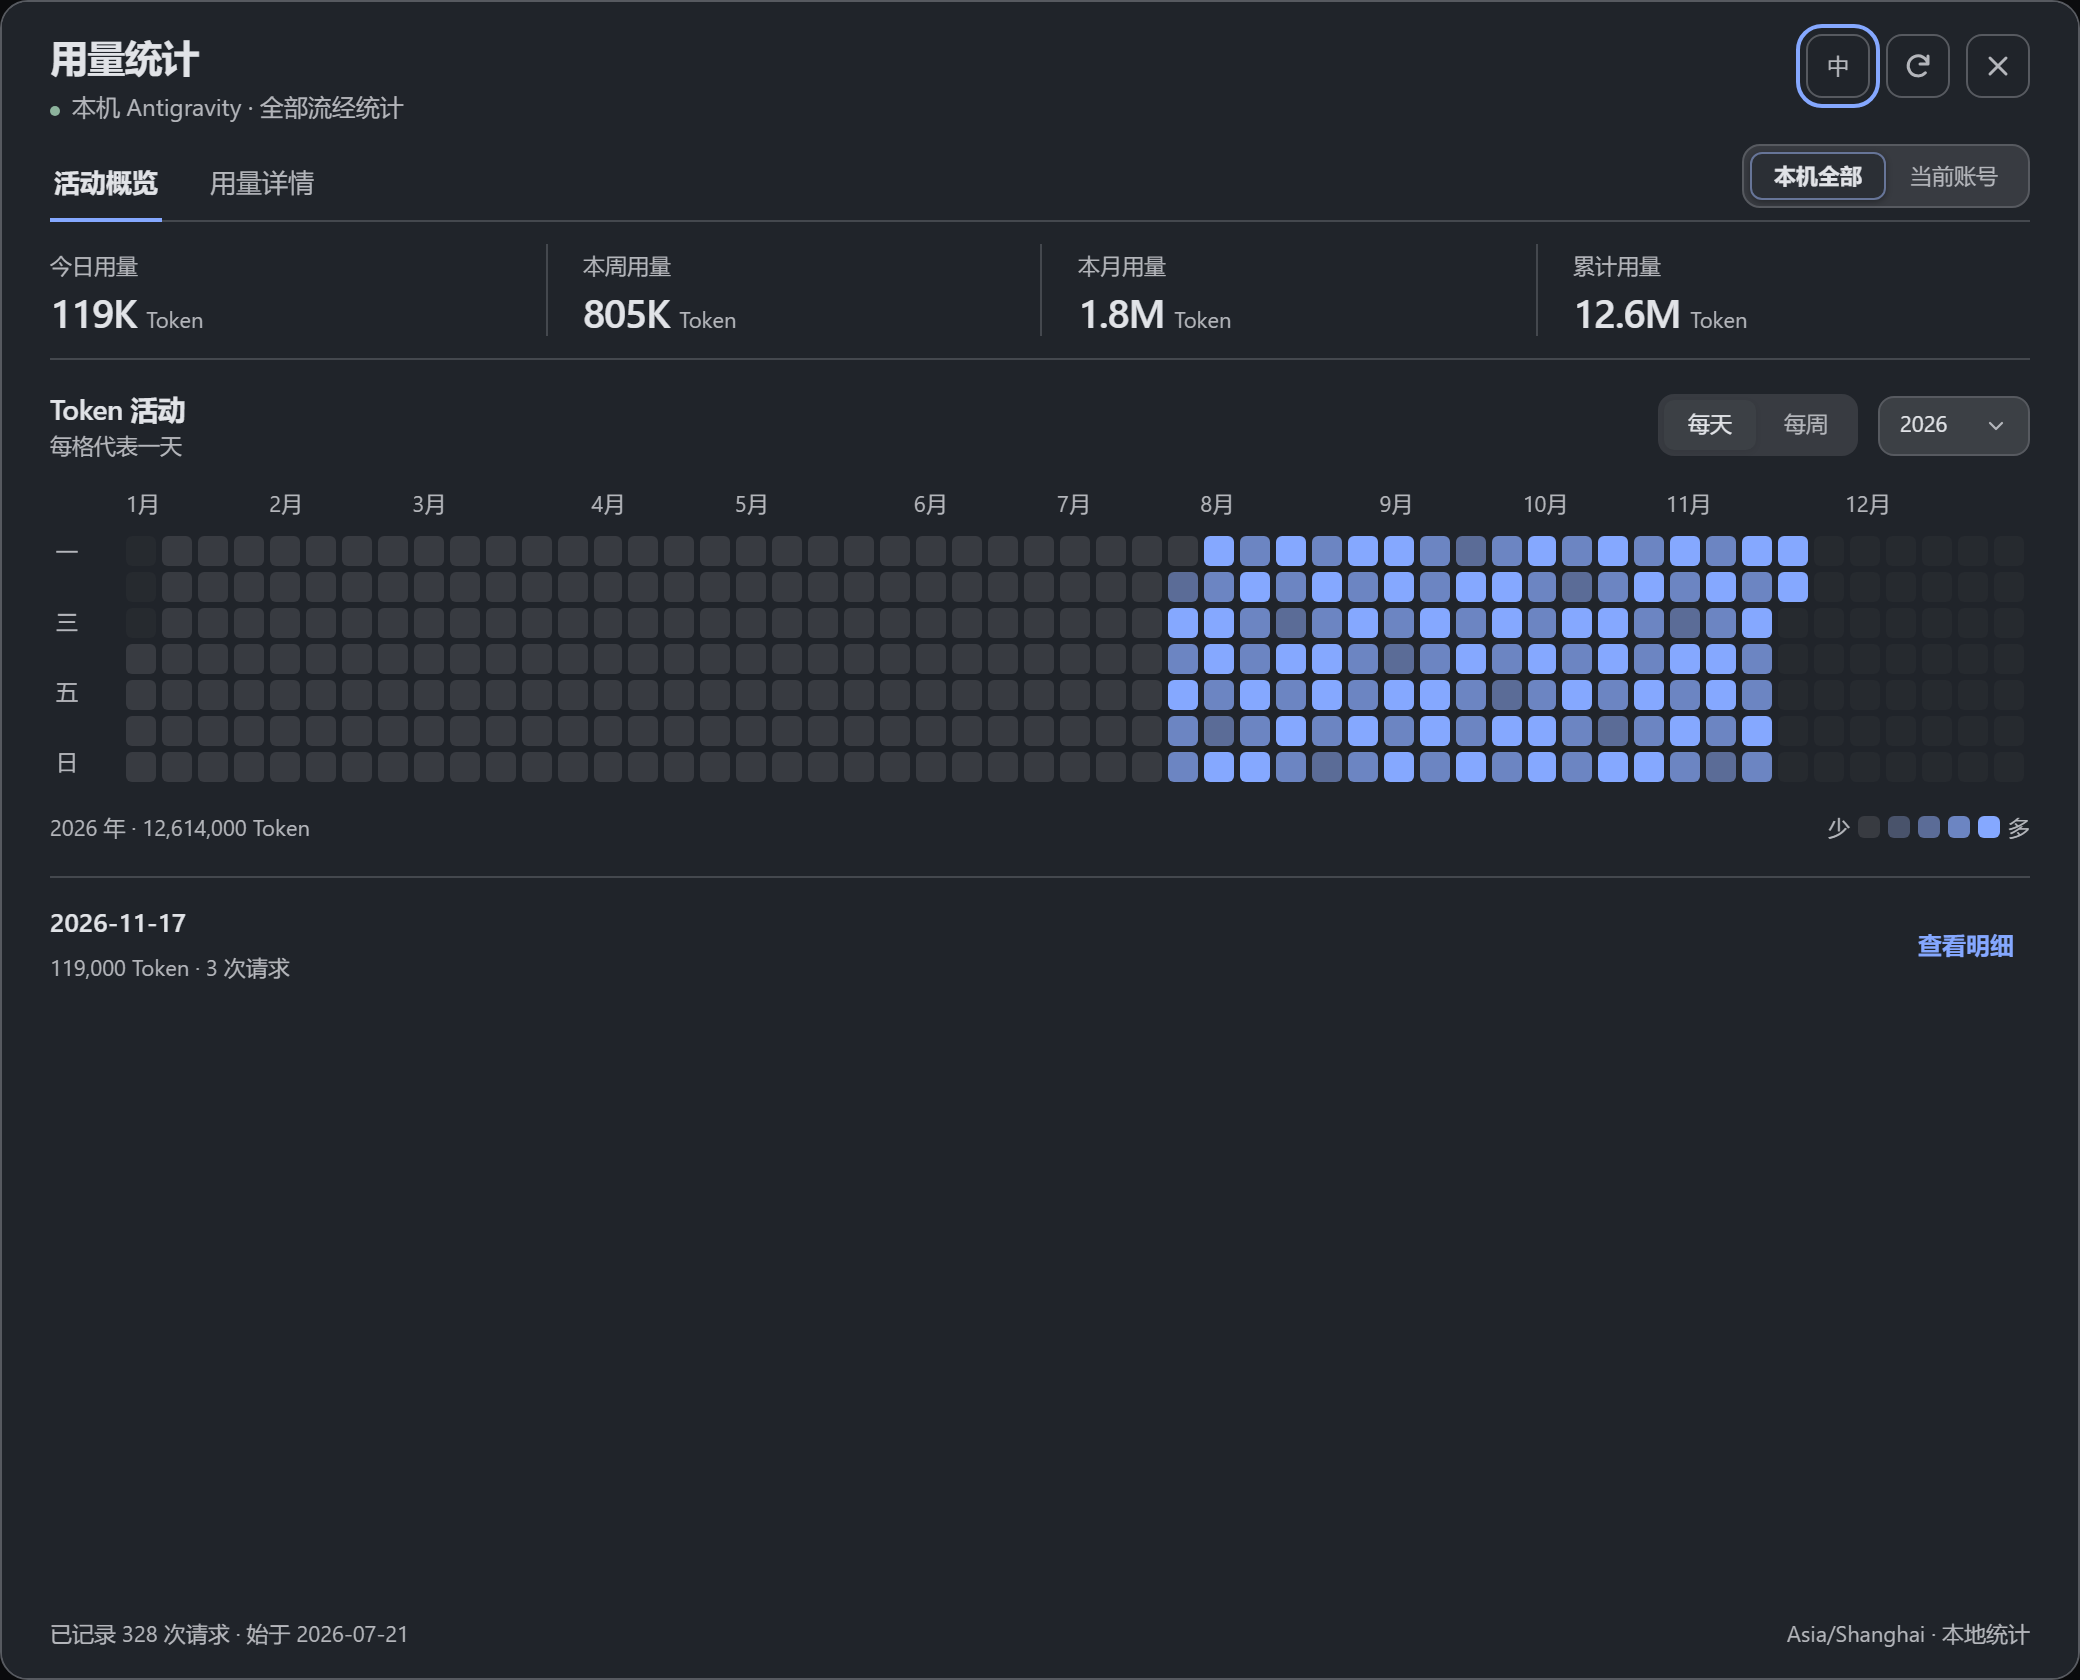 用量统计
中
本机 Antigravity · 全部流经统计
活动概览 用量详情 本机全部 当前账号
今日用量 本周用量 本月用量 累计用量
119K Token 805K Token 1.8M Token 12.6M Token
Token 活动
每格代表一天
每天 每周 2026
1月 2月 3月 4月 5月 6月 7月 8月 9月 10月 11月 12月
一
三
五
日
2026 年 · 12,614,000 Token 少 多
2026-11-17
119,000 Token · 3 次请求
查看明细
已记录 328 次请求 · 始于 2026-07-21 Asia/Shanghai · 本地统计